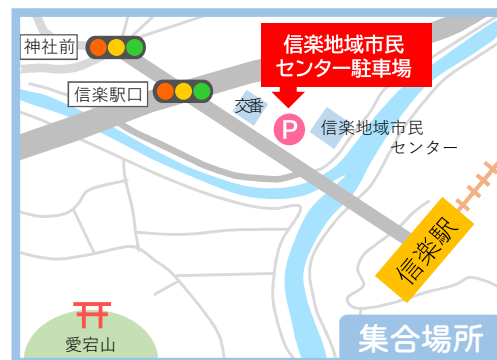 神社前
信楽駅口
信楽地域市民
センター駐車場
交番
P
信楽地域市民
センター
信楽駅
愛宕山
集合場所